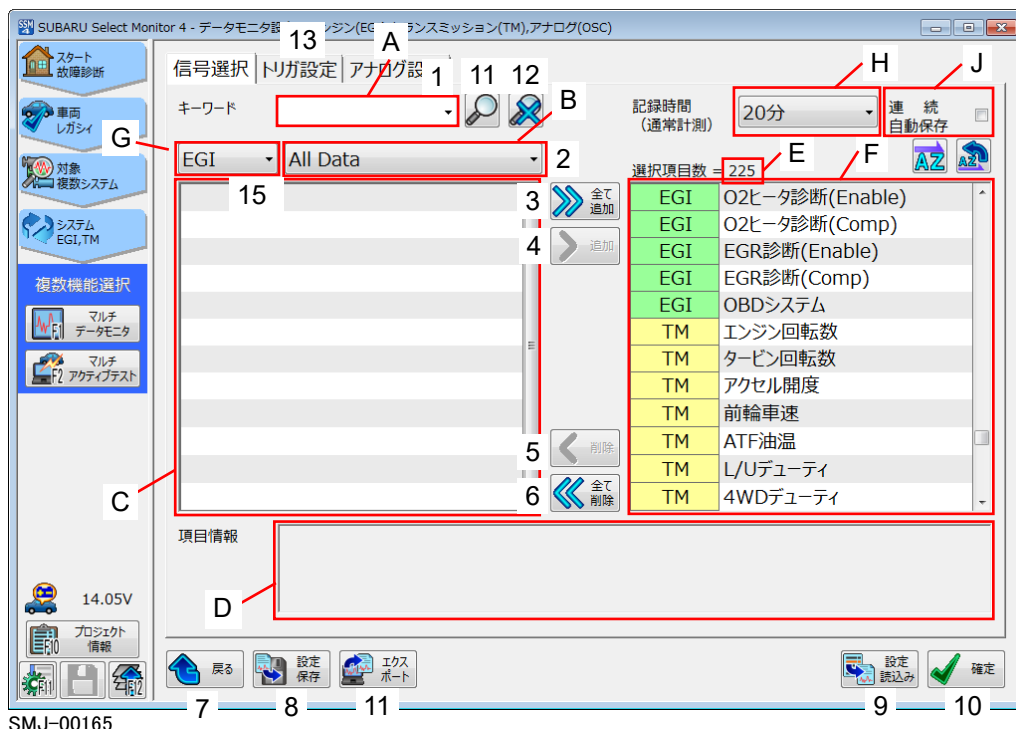 SUBARU Select Monitor 4 - データモニタ設
ンジン(EG
ランスミッション(TM),アナログ(OSC)
13
A
スタート
故障診断
信号選択
トリガ設定
アナログ設
1
11
12
H
J
キーワード
記録時間
(通常計測)
20分
連 続
自動保存
車両
レガシィ
G
B
EGI
All Data
2
E
F
AZ
AZ
選択項目数 = 225
対象
複数システム
15
3
全て
追加
4
追加
システム
EGI,TM
EGI O2ヒータ診断(Enable)
EGI O2ヒータ診断(Comp)
EGI EGR診断(Enable)
EGI EGR診断(Comp)
EGI OBDシステム
TM エンジン回転数
TM タービン回転数
TM アクセル開度
TM 前輪車速
TM ATF油温
TM L/Uデューティ
TM 4WDデューティ
複数機能選択
F1
マルチ
データモニタ
F2
マルチ
アクティブテスト
5
削除
6
全て
削除
C
項目情報
D
14.05V
F10
プロジェクト
情報
F11
F12
戻る
設定
保存
エクス
ポート
設定
読込み
確定
7
8
11
9
10
SMJ-00165